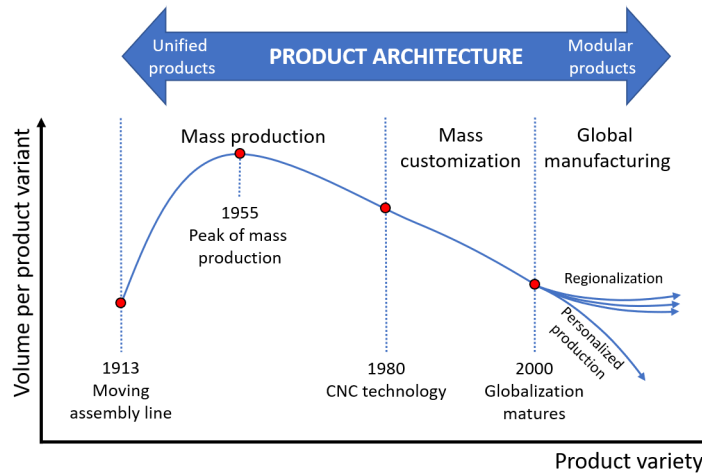 Unified
products
PRODUCT ARCHITECTURE
Modular
products
Mass production
Mass
customization
Global
manufacturing
Volume per product variant
1955
Peak of mass
production
Regionalization
Personalized
production
1913
Moving
assembly line
1980
CNC technology
2000
Globalization
matures
Product variety